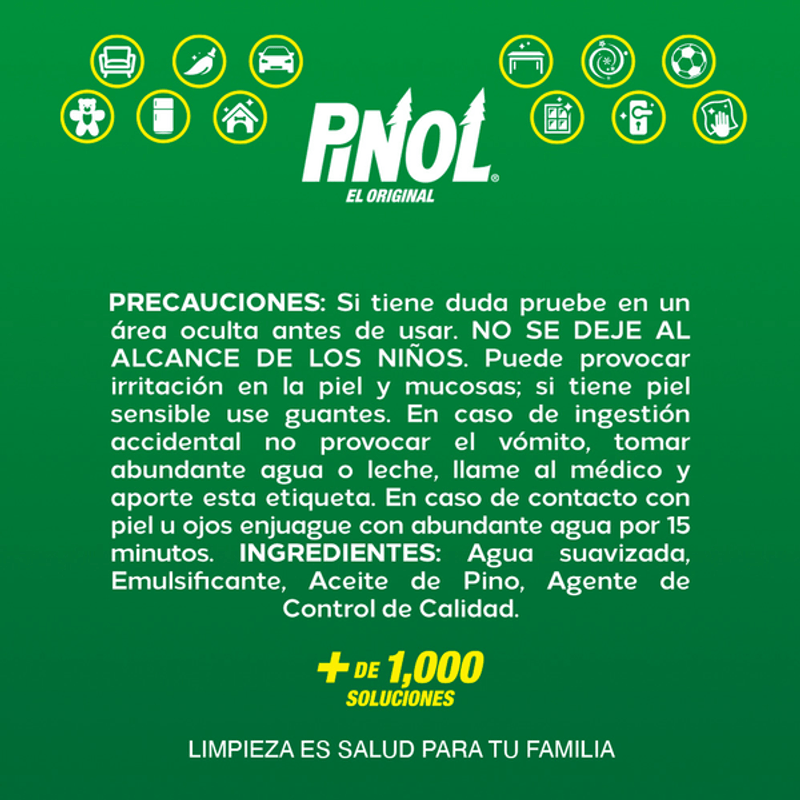 PINOL®
EL ORIGINAL
PRECAUCIONES: Si tiene duda pruebe en un
área oculta antes de usar. NO SE DEJE AL
ALCANCE DE LOS NIÑOS. Puede provocar
irritación en la piel y mucosas; si tiene piel
sensible use guantes. En caso de ingestión
accidental no provocar el vómito, tomar
abundante agua o leche, llame al médico y
aporte esta etiqueta. En caso de contacto con
piel u ojos enjuague con abundante agua por 15
minutos. INGREDIENTES: Agua suavizada,
Emulsificante, Aceite de Pino, Agente de
Control de Calidad.
+ DE 1,000
SOLUCIONES
LIMPIEZA ES SALUD PARA TU FAMILIA